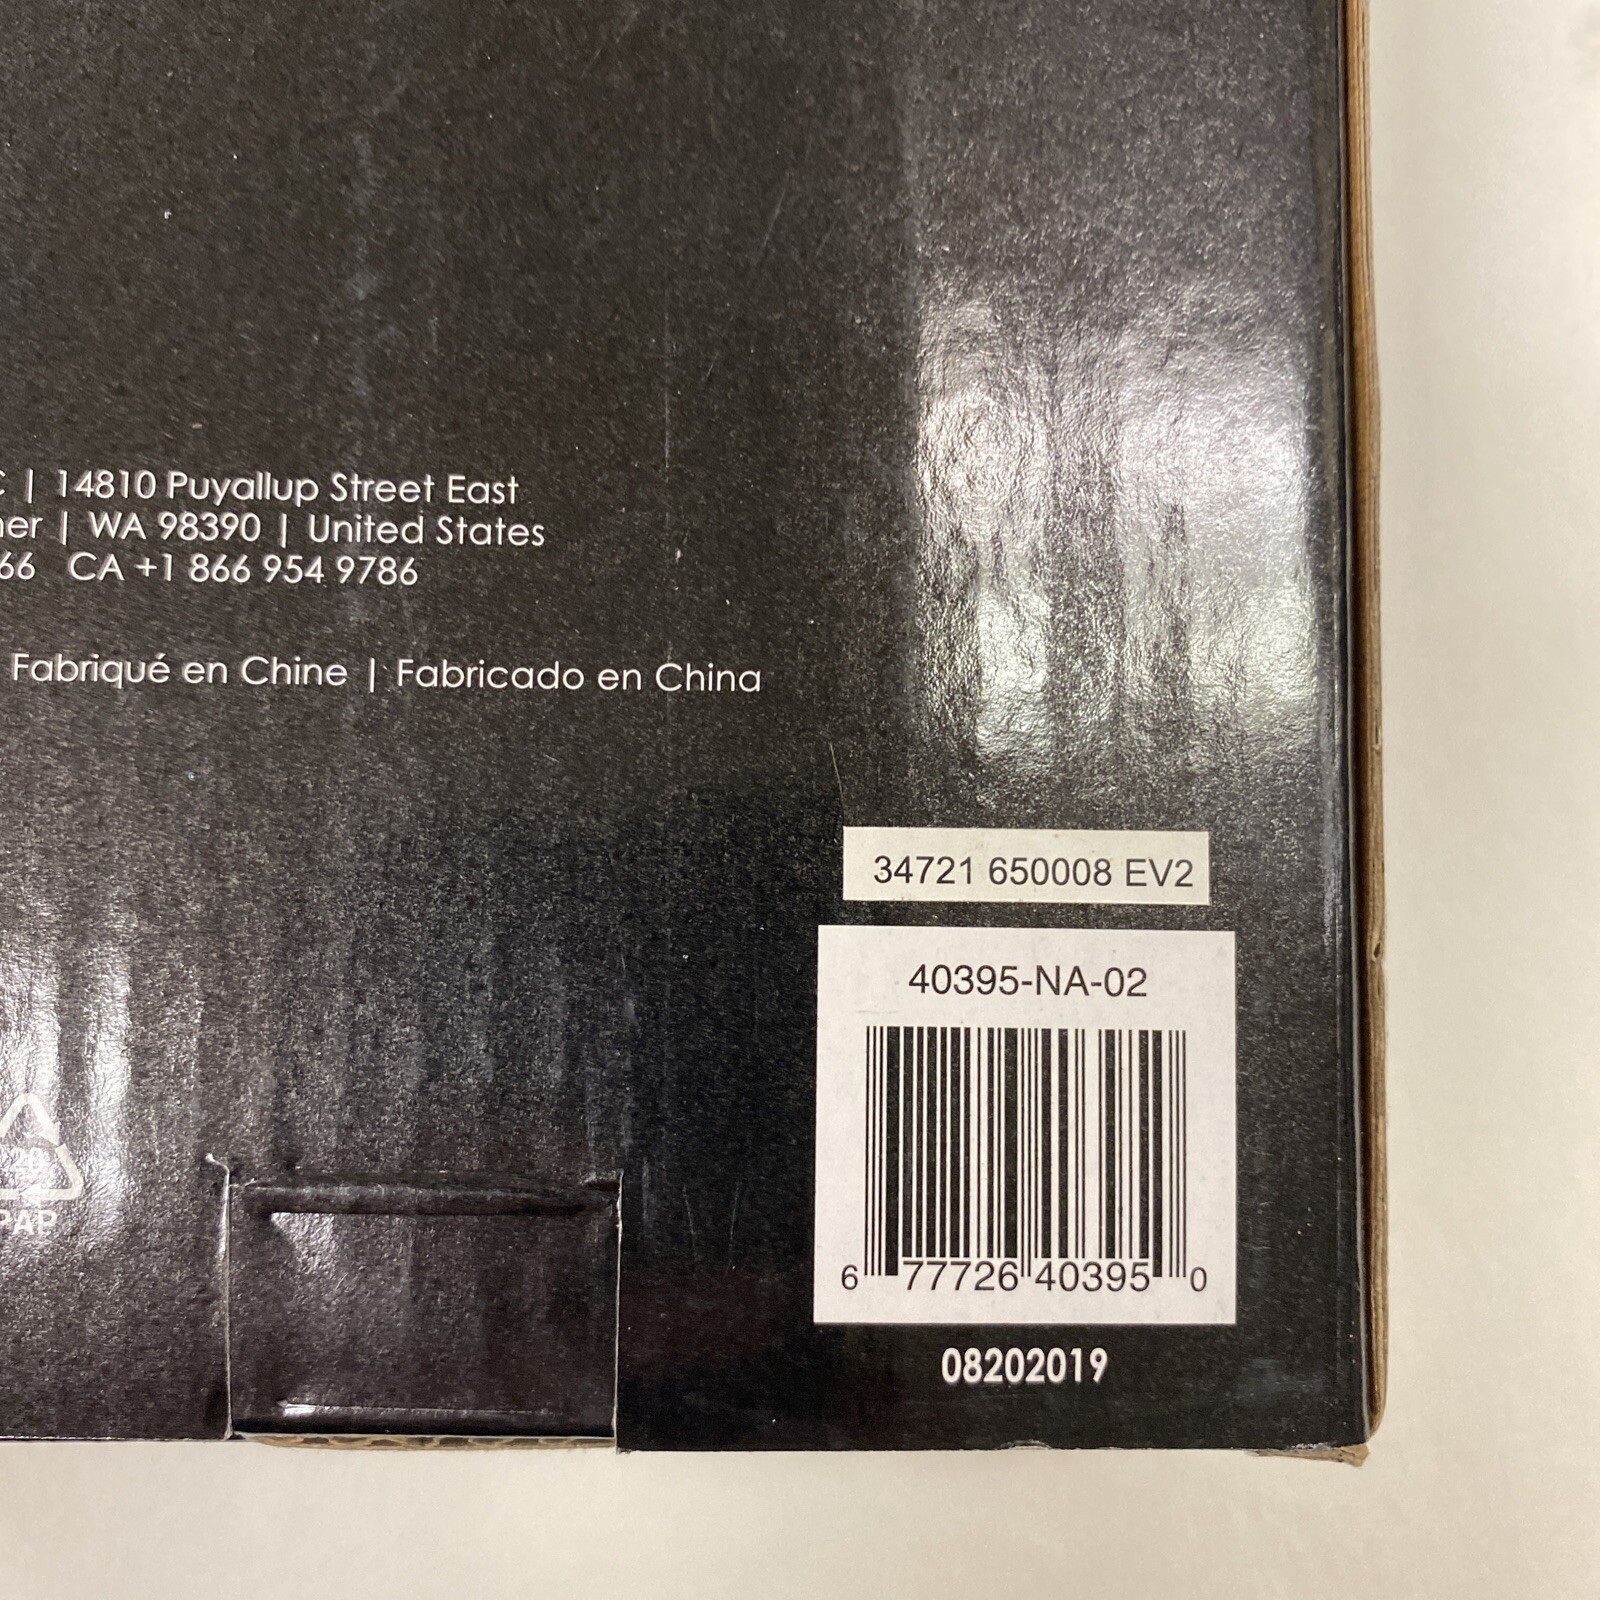 | 14810 Puyallup Street East
| WA 98390 | United States
66 CA +1 866 954 9786
Fabriqué en Chine | Fabricado en China
34721 650008 EV2
40395-NA-02
6 77726 40395 0
20
PAP
08202019